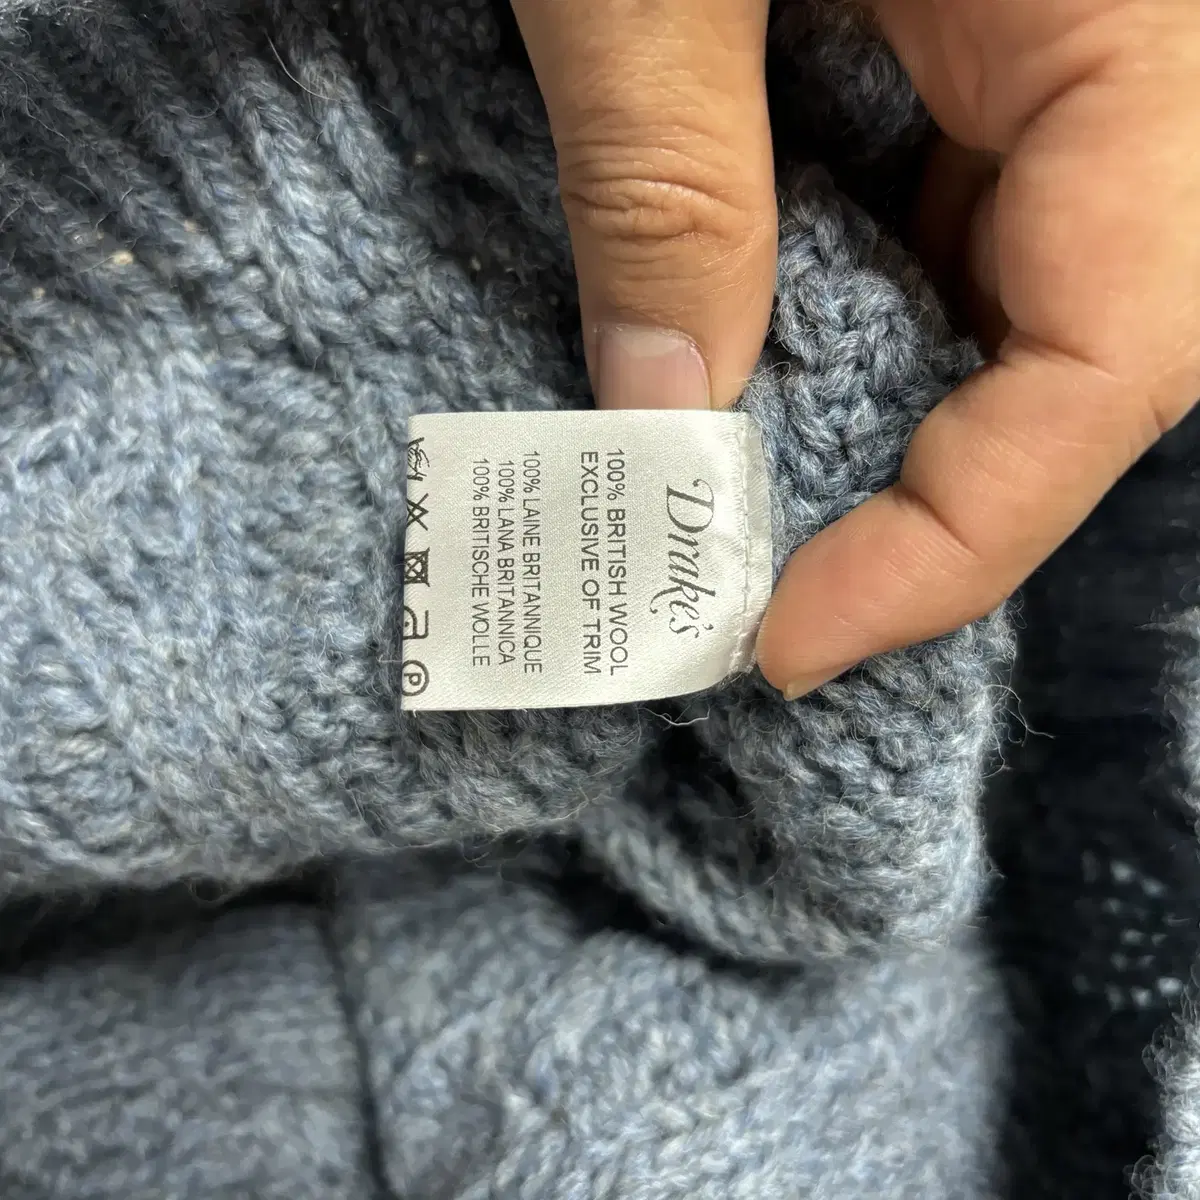 Drake's
100% BRITISH WOOL
EXCLUSIVE OF TRIM
100% LAINE BRITANNIQUE
100% LANA BRITANNICA
100% BRITISCHE WOLLE
P